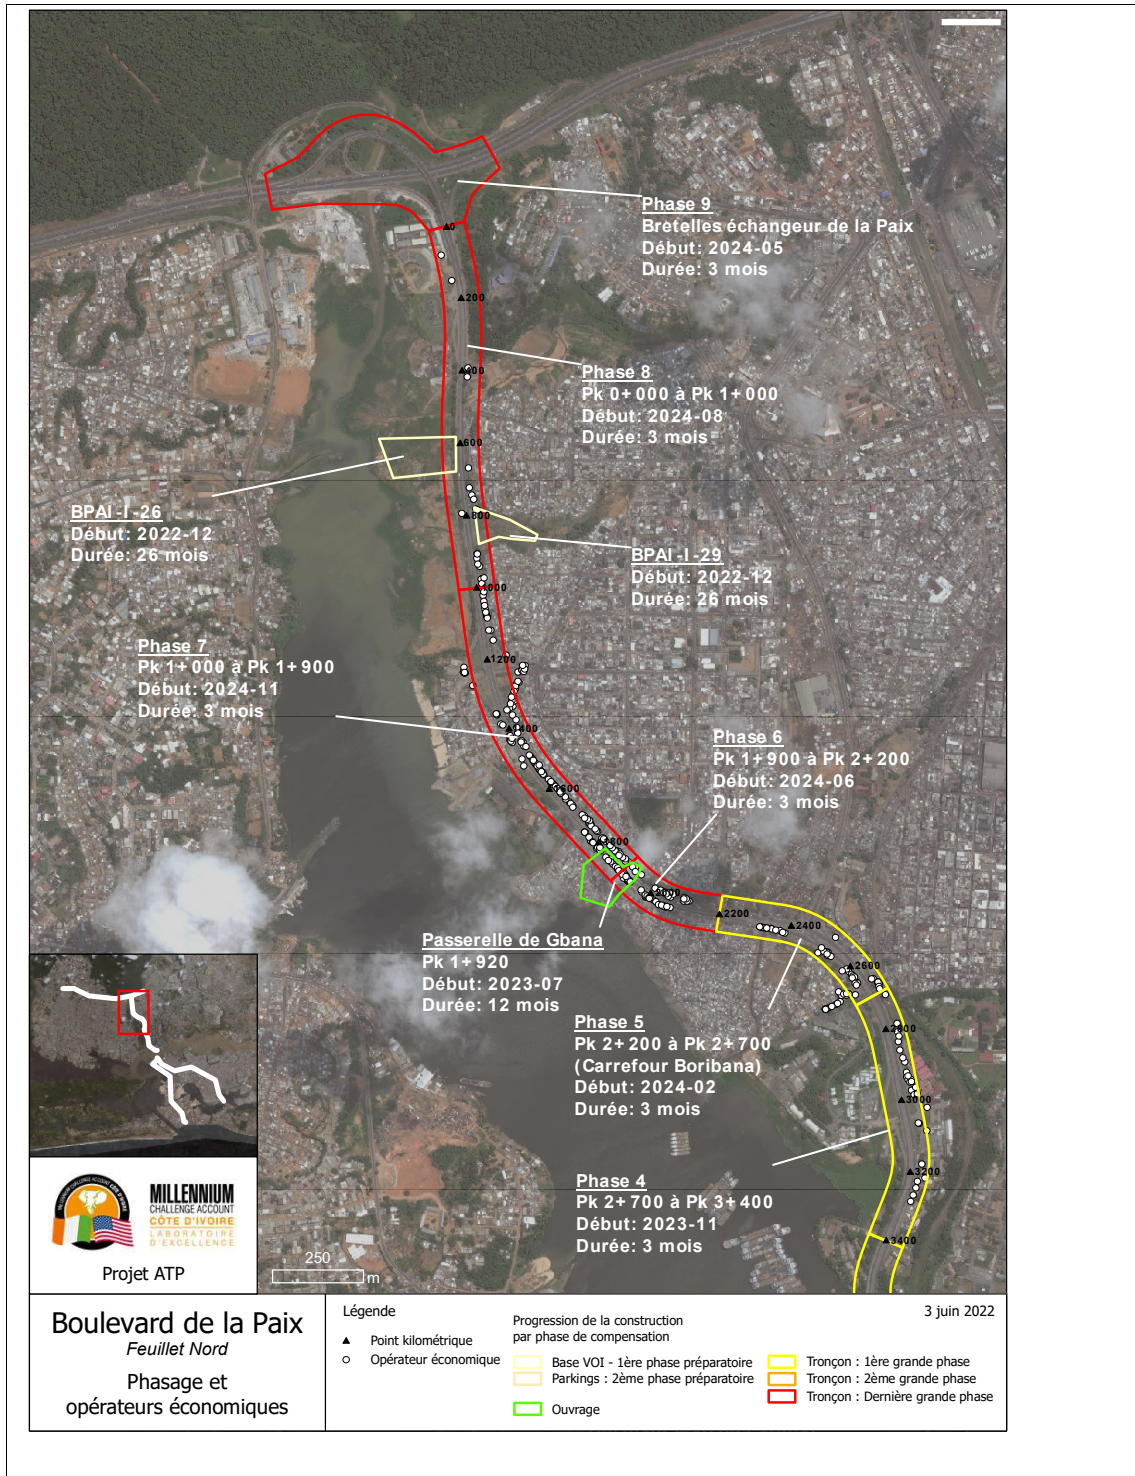 Phase 9
Bretelles échangeur de la Paix
Début: 2024-05
Durée: 3 mois
0
200
Phase 8
Pk 0+000 à Pk 1+000
Début: 2024-08
Durée: 3 mois
400
600
BPAI-I-26
Début: 2022-12
Durée: 26 mois
800
BPAI-I-29
Début: 2022-12
Durée: 26 mois
1000
Phase 7
Pk 1+000 à Pk 1+900
Début: 2024-11
Durée: 3 mois
1200
1400
Phase 6
Pk 1+900 à Pk 2+200
Début: 2024-06
Durée: 3 mois
1600
1800
2000
2200
2400
Passerelle de Gbana
Pk 1+920
Début: 2023-07
Durée: 12 mois
2600
Phase 5
Pk 2+200 à Pk 2+700
(Carrefour Boribana)
Début: 2024-02
Durée: 3 mois
2800
3000
Phase 4
Pk 2+700 à Pk 3+400
Début: 2023-11
Durée: 3 mois
3200
3400
MILLENNIUM
CHALLENGE ACCOUNT
CÔTE D'IVOIRE
LABORATOIRE
D'EXCELLENCE
Projet ATP
250
m
Boulevard de la Paix
Feuillet Nord
Phasage et
opérateurs économiques
Légende
Point kilométrique
Opérateur économique
Progression de la construction
par phase de compensation
Base VOI - 1ère phase préparatoire
Parkings : 2ème phase préparatoire
Ouvrage
3 juin 2022
Tronçon : 1ère grande phase
Tronçon : 2ème grande phase
Tronçon : Dernière grande phase